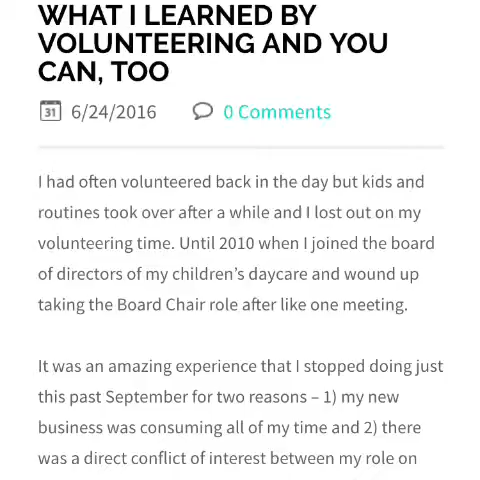 WHAT I LEARNED BY
VOLUNTEERING AND YOU
CAN, TOO
31 6/24/2016 0 Comments
I had often volunteered back in the day but kids and
routines took over after a while and I lost out on my
volunteering time. Until 2010 when I joined the board
of directors of my children's daycare and wound up
taking the Board Chair role after like one meeting.
It was an amazing experience that I stopped doing just
this past September for two reasons – 1) my new
business was consuming all of my time and 2) there
was a direct conflict of interest between my role on